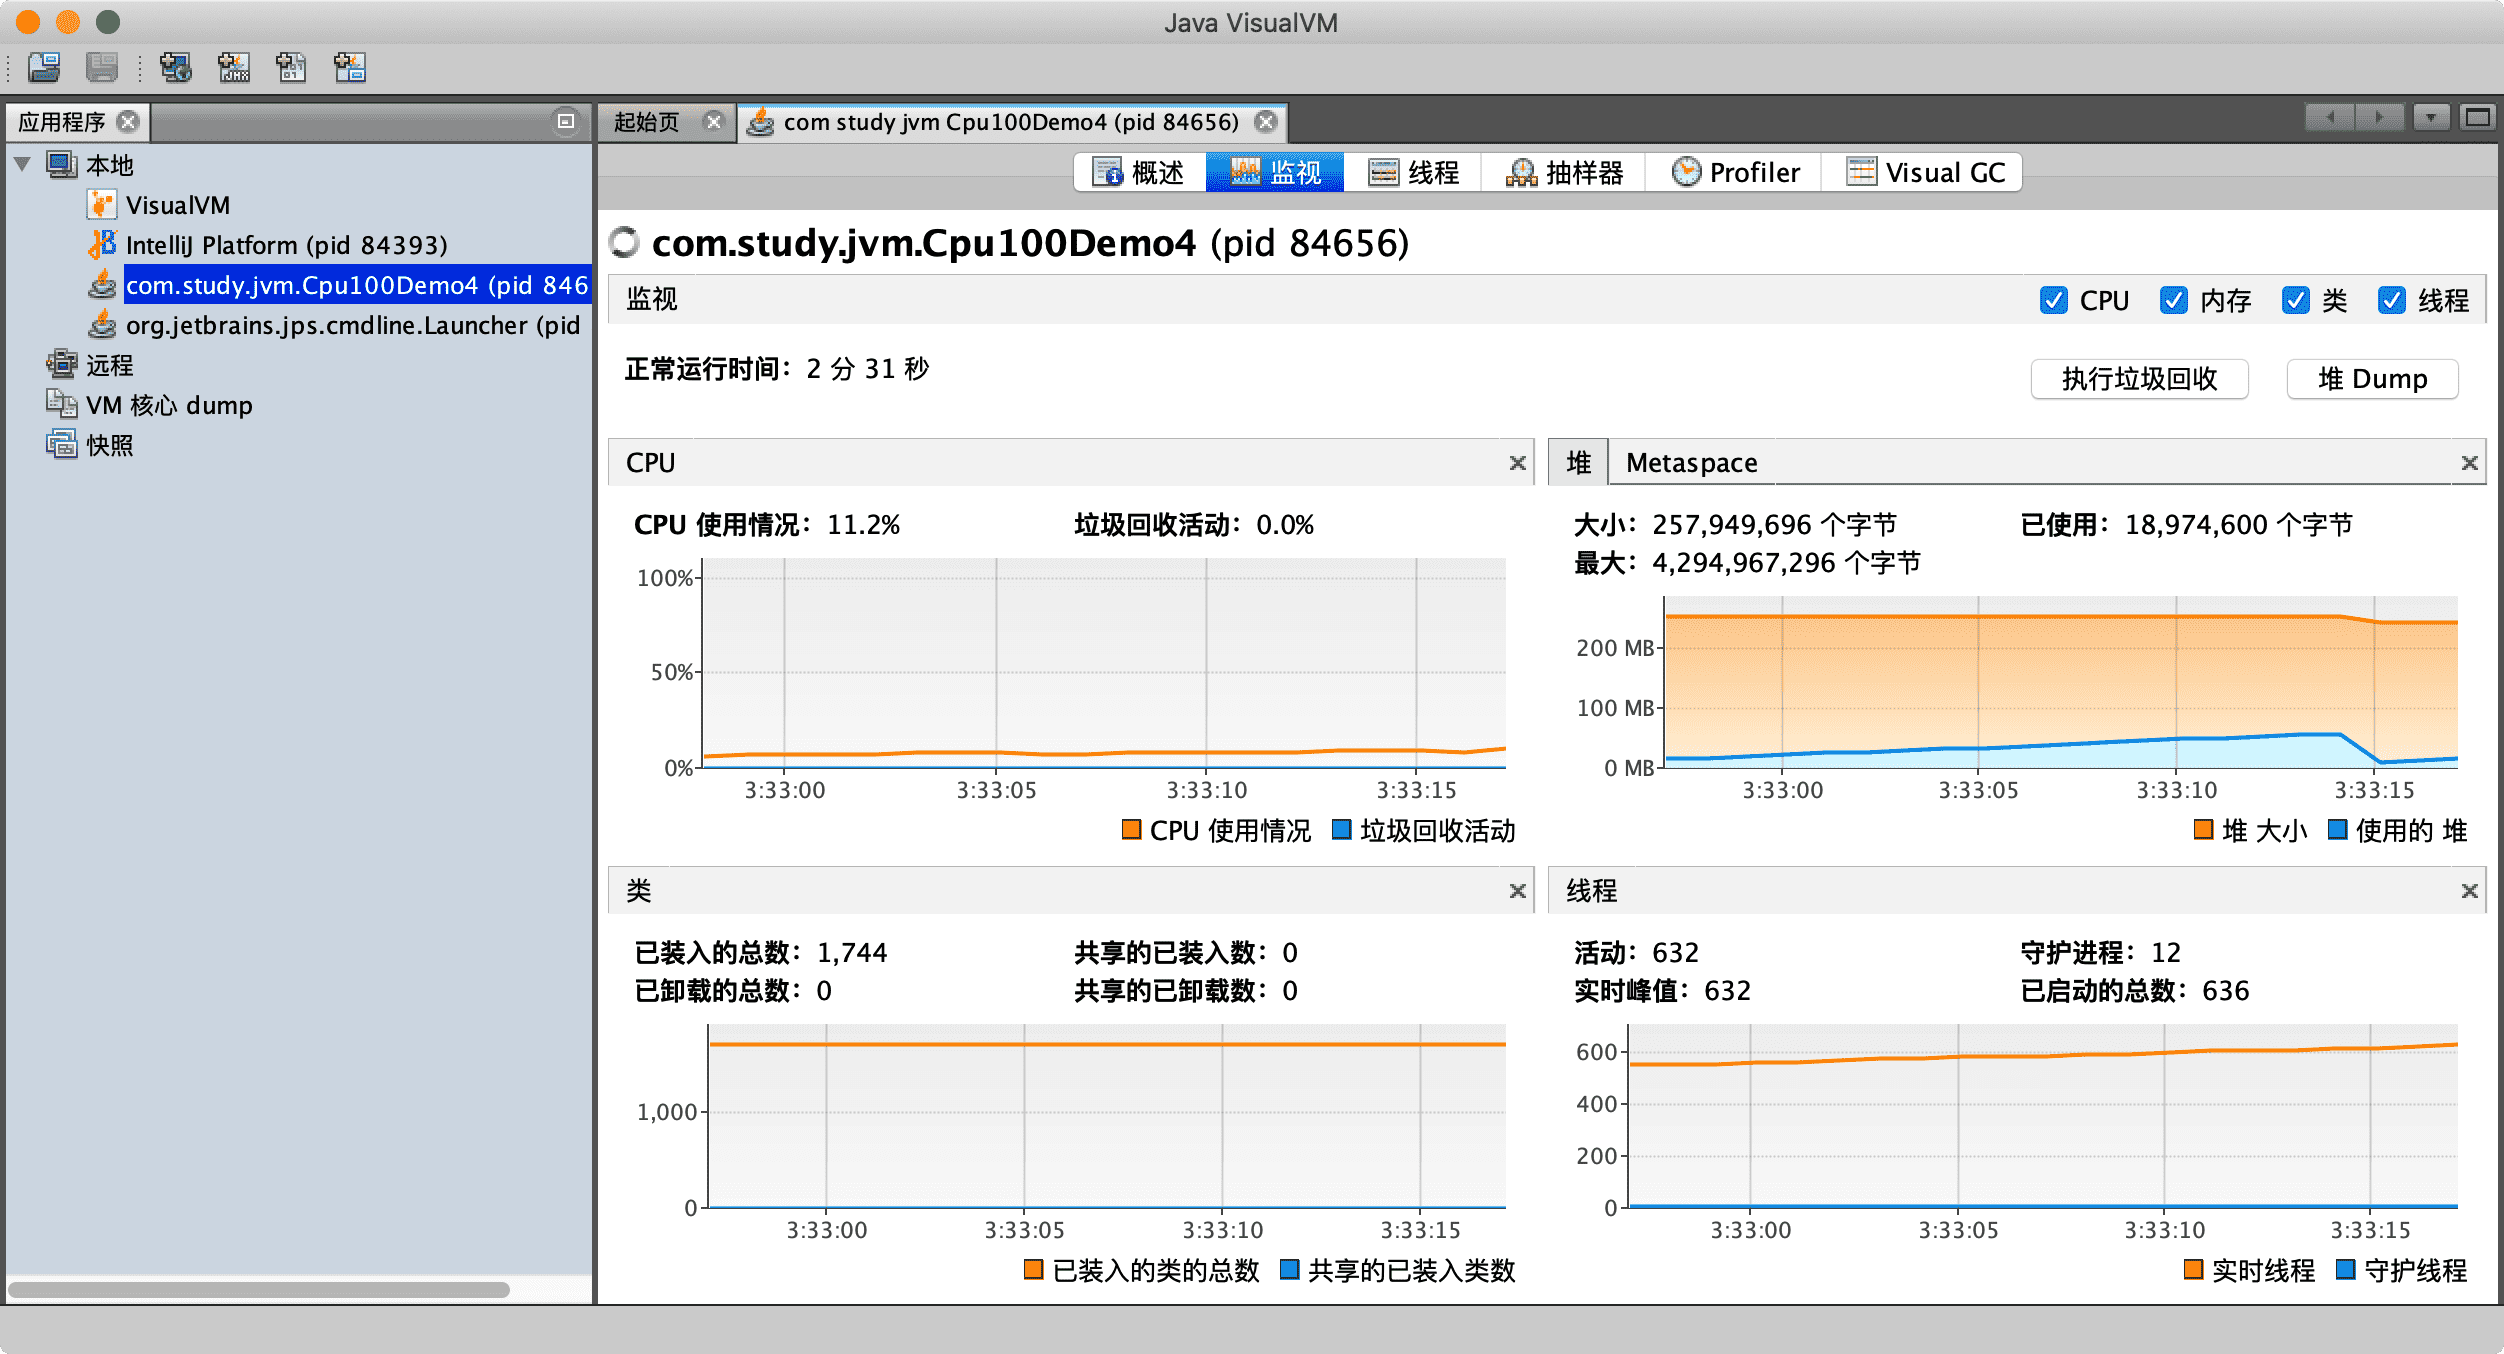 Java VisualVM
应用程序
本地
VisualVM
IntelliJ Platform (pid 84393)
com.study.jvm.Cpu100Demo4 (pid 846
org.jetbrains.jps.cmdline.Launcher (pid
远程
VM 核心 dump
快照
起始页
com study jvm Cpu100Demo4 (pid 84656)
概述 监视 线程 抽样器 Profiler Visual GC
com.study.jvm.Cpu100Demo4 (pid 84656)
监视
CPU 内存 类 线程
正常运行时间：2 分 31 秒
执行垃圾回收 堆 Dump
CPU
CPU 使用情况：11.2% 垃圾回收活动：0.0%
100%
50%
0%
3:33:00 3:33:05 3:33:10 3:33:15
CPU 使用情况 垃圾回收活动
堆 Metaspace
大小：257,949,696 个字节 已使用：18,974,600 个字节
最大：4,294,967,296 个字节
200 MB
100 MB
0 MB
3:33:00 3:33:05 3:33:10 3:33:15
堆 大小 使用的 堆
类
已装入的总数：1,744 共享的已装入数：0
已卸载的总数：0 共享的已卸载数：0
1,000
0
3:33:00 3:33:05 3:33:10 3:33:15
已装入的类的总数 共享的已装入类数
线程
活动：632 守护进程：12
实时峰值：632 已启动的总数：636
600
400
200
0
3:33:00 3:33:05 3:33:10 3:33:15
实时线程 守护线程